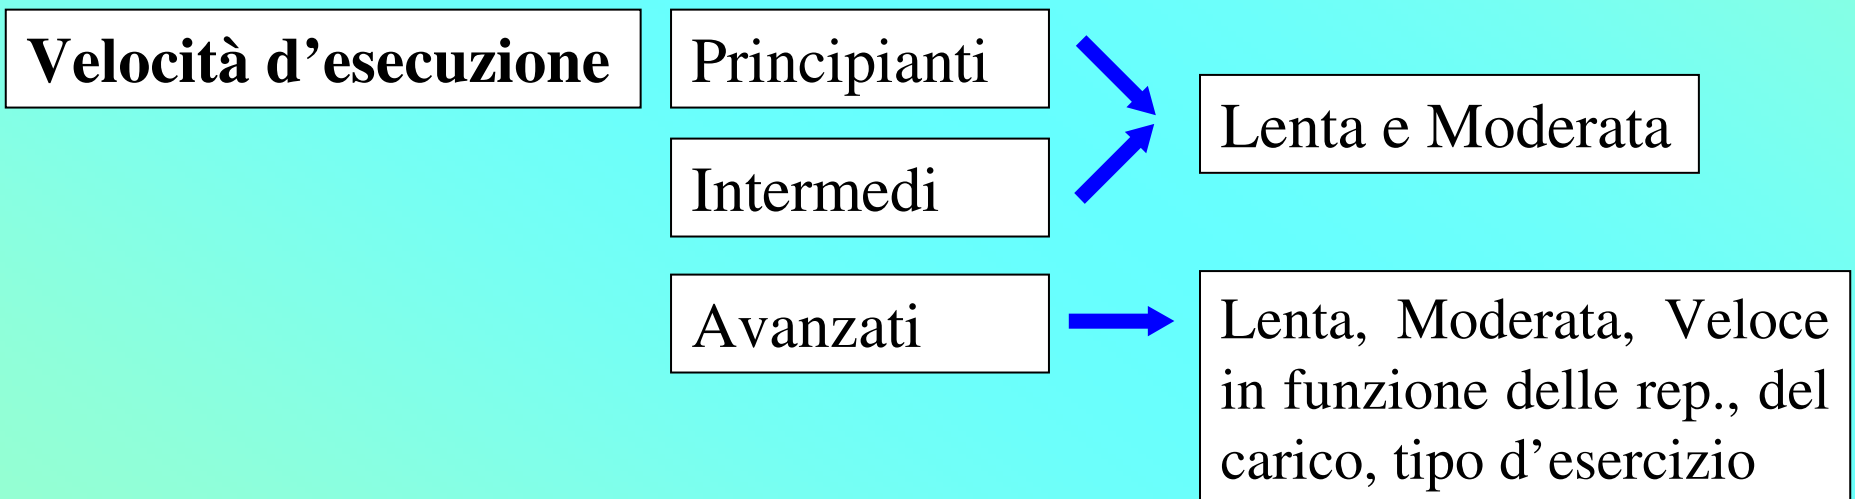 Velocità d’esecuzione
Principianti
Intermedi
Lenta e Moderata
Avanzati
Lenta, Moderata, Veloce
in funzione delle rep., del
carico, tipo d’esercizio